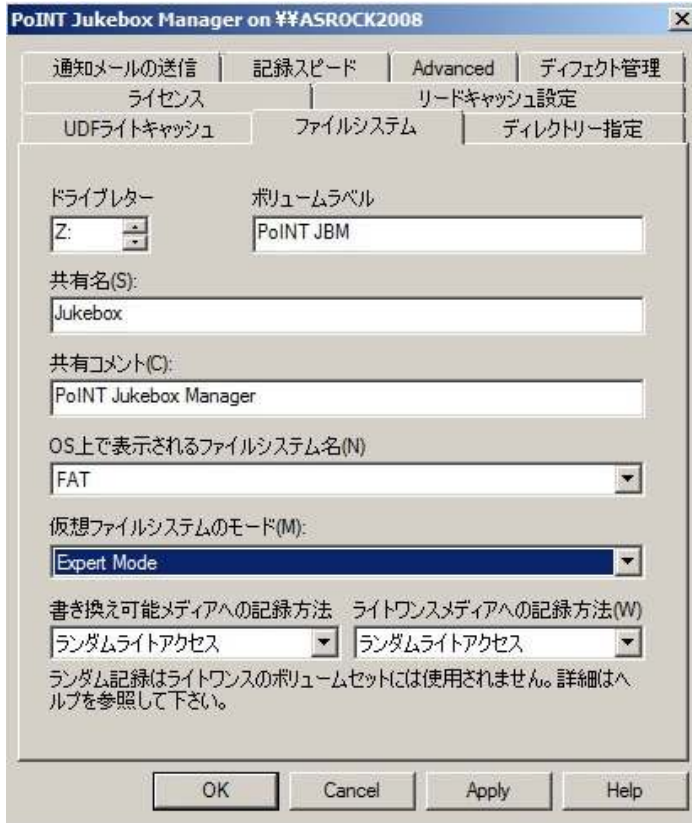 PoINT Jukebox Manager on ¥¥ASROCK2008
通知メールの送信 記録スピード Advanced ディフェクト管理
ライセンス リードキャッシュ設定
UDFライトキャッシュ ファイルシステム ディレクトリー指定
ドライブレター ボリュームラベル
Z: PoINT JBM
共有名(S):
Jukebox
共有コメント(C):
PoINT Jukebox Manager
OS上で表示されるファイルシステム名(N)
FAT
仮想ファイルシステムのモード(M):
Expert Mode
書き換え可能メディアへの記録方法 ライトワンスメディアへの記録方法(W)
ランダムライトアクセス ランダムライトアクセス
ランダム記録はライトワンスのボリュームセットには使用されません。詳細はヘ
ルプを参照して下さい。
OK Cancel Apply Help